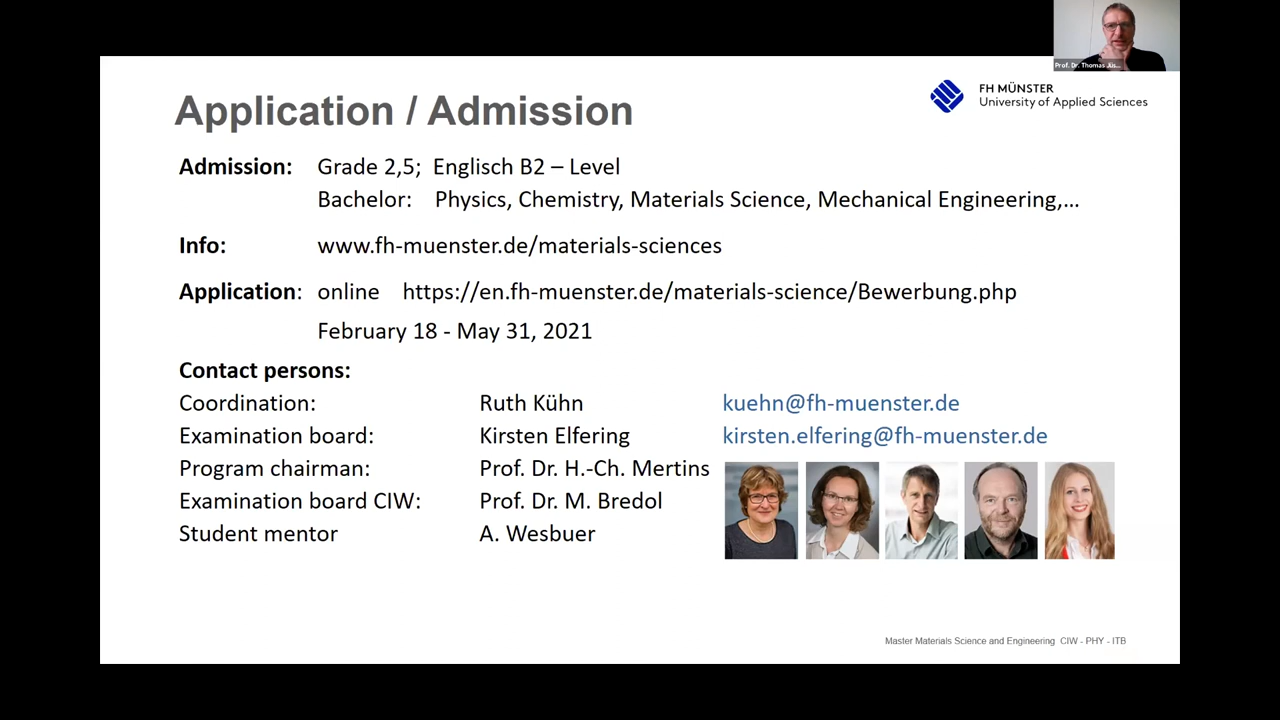 Prof. Dr. Thomas Jüs...
FH MÜNSTER
University of Applied Sciences
Application / Admission
Admission: Grade 2,5; Englisch B2 – Level
Bachelor: Physics, Chemistry, Materials Science, Mechanical Engineering,...
Info: www.fh-muenster.de/materials-sciences
Application: online https://en.fh-muenster.de/materials-science/Bewerbung.php
February 18 - May 31, 2021
Contact persons:
Coordination: Ruth Kühn kuehn@fh-muenster.de
Examination board: Kirsten Elfering kirsten.elfering@fh-muenster.de
Program chairman: Prof. Dr. H.-Ch. Mertins
Examination board CIW: Prof. Dr. M. Bredol
Student mentor A. Wesbuer
Master Materials Science and Engineering CIW - PHY - ITB